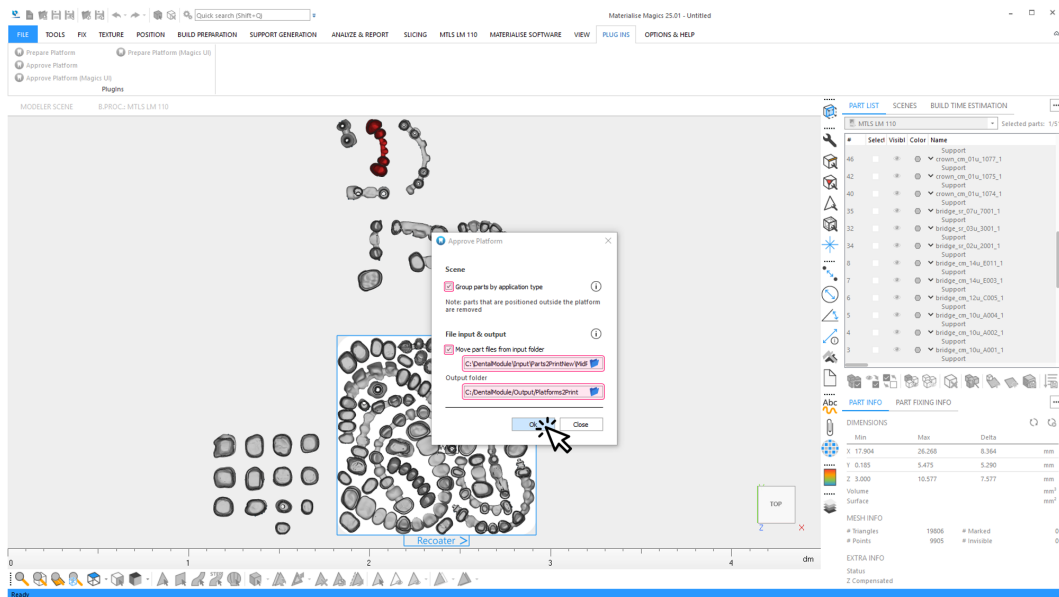 Quick search (Shift+Q)
Materialise Magics 25.01 - Untitled
FILE TOOLS FIX TEXTURE POSITION BUILD PREPARATION SUPPORT GENERATION ANALYZE & REPORT SLICING MTLS LM 110 MATERIALISE SOFTWARE VIEW PLUG INS OPTIONS & HELP
Prepare Platform Prepare Platform (Magics UI)
Approve Platform
Approve Platform (Magics UI)
PlugIns
MODELER SCENE B.PROC.: MTLS LM 110
PART LIST SCENES BUILD TIME ESTIMATION
MTLS LM 110 Selected parts: 1/5
# Select Visibl Color Name
Support
46 crown_cm_01u_1077_1
Support
42 crown_cm_01u_1075_1
Support
40 crown_cm_01u_1074_1
Support
35 bridge_sr_07u_7001_1
Support
32 bridge_sr_03u_3001_1
Support
34 bridge_sr_02u_2001_1
Support
8 bridge_cm_14u_E011_1
Support
7 bridge_cm_14u_E003_1
Support
6 bridge_cm_12u_C005_1
Support
5 bridge_cm_10u_A004_1
Support
4 bridge_cm_10u_A002_1
Support
3 bridge_cm_10u_A001_1
Support
Approve Platform
Scene
Group parts by application type
Note: parts that are positioned outside the platform
are removed
File input & output
Move part files from input folder
C:\DentalModule\Input\Parts2PrintNew\MidF
Output folder
C:/DentalModule/Output/Platforms2Print
Close
Recoater >
TOP
Z X
0 1 2 3 4 dm
Abc
PART INFO PART FIXING INFO
DIMENSIONS
Min Max Delta
X 17.904 26.268 8.364 mm
Y 0.185 5.475 5.290 mm
Z 3.000 10.577 7.577 mm
Volume mm³
Surface mm²
MESH INFO
# Triangles 19806 # Marked 0
# Points 9905 # Invisible 0
EXTRA INFO
Status
Z Compensated
Ready